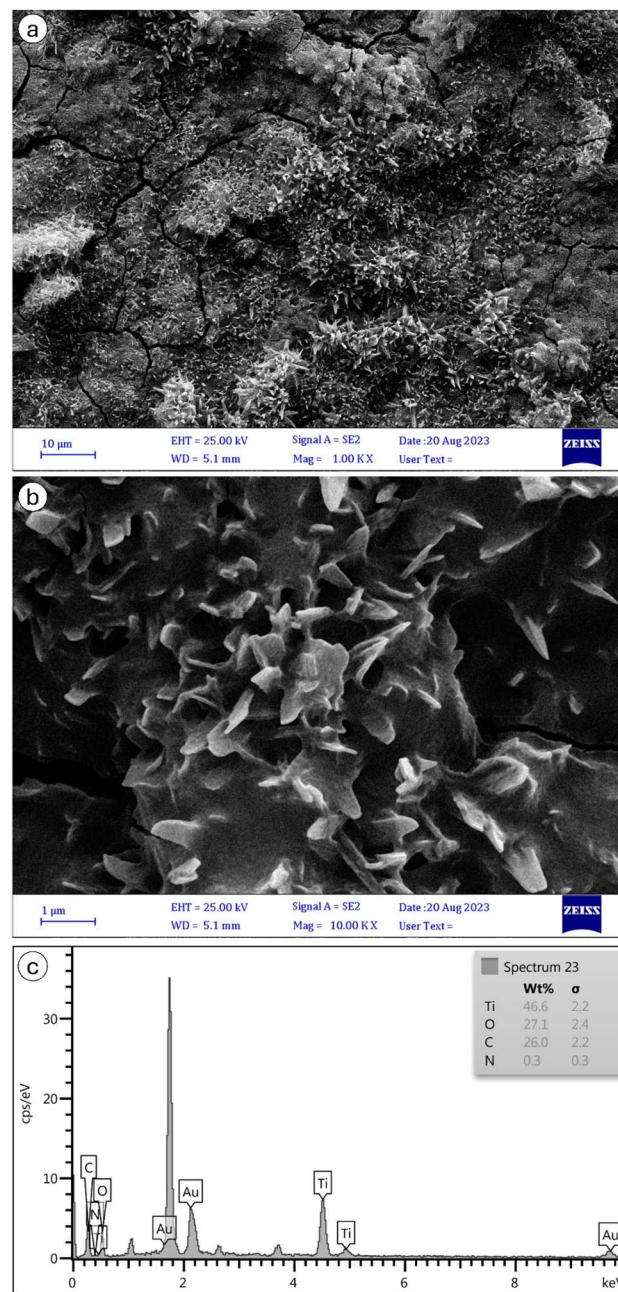 a
10 μm
EHT = 25.00 kV
Signal A = SE2
Date :20 Aug 2023
WD = 5.1 mm
Mag = 1.00 K X
User Text =
ZEISS
b
1 μm
EHT = 25.00 kV
Signal A = SE2
Date :20 Aug 2023
WD = 5.1 mm
Mag = 10.00 K X
User Text =
ZEISS
c
Spectrum 23
Wt% σ
Ti 46.6 2.2
O 27.1 2.4
C 26.0 2.2
N 0.3 0.3
cps/eV
30
20
10
0
C
O
N
Au
Au
Ti
Ti
Au
0 2 4 6 8 keV